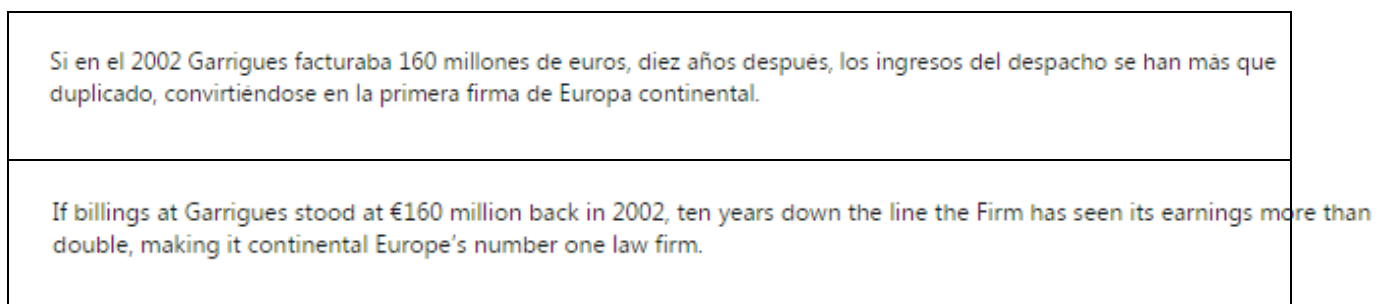 Si en el 2002 Garrigues facturaba 160 millones de euros, diez años después, los ingresos del despacho se han más que
duplicado, convirtiéndose en la primera firma de Europa continental.
If billings at Garrigues stood at €160 million back in 2002, ten years down the line the Firm has seen its earnings more than
double, making it continental Europe's number one law firm.